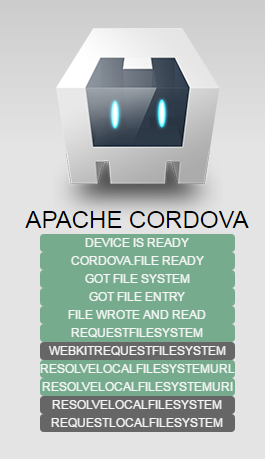 APACHE CORDOVA
DEVICE IS READY
CORDOVA.FILE READY
GOT FILE SYSTEM
GOT FILE ENTRY
FILE WROTE AND READ
REQUESTFILESYSTEM
WEBKITREQUESTFILESYSTEM
RESOLVELOCALFILESYSTEMURL
RESOLVELOCALFILESYSTEMURI
RESOLVELOCALFILESYSTEM
REQUESTLOCALFILESYSTEM